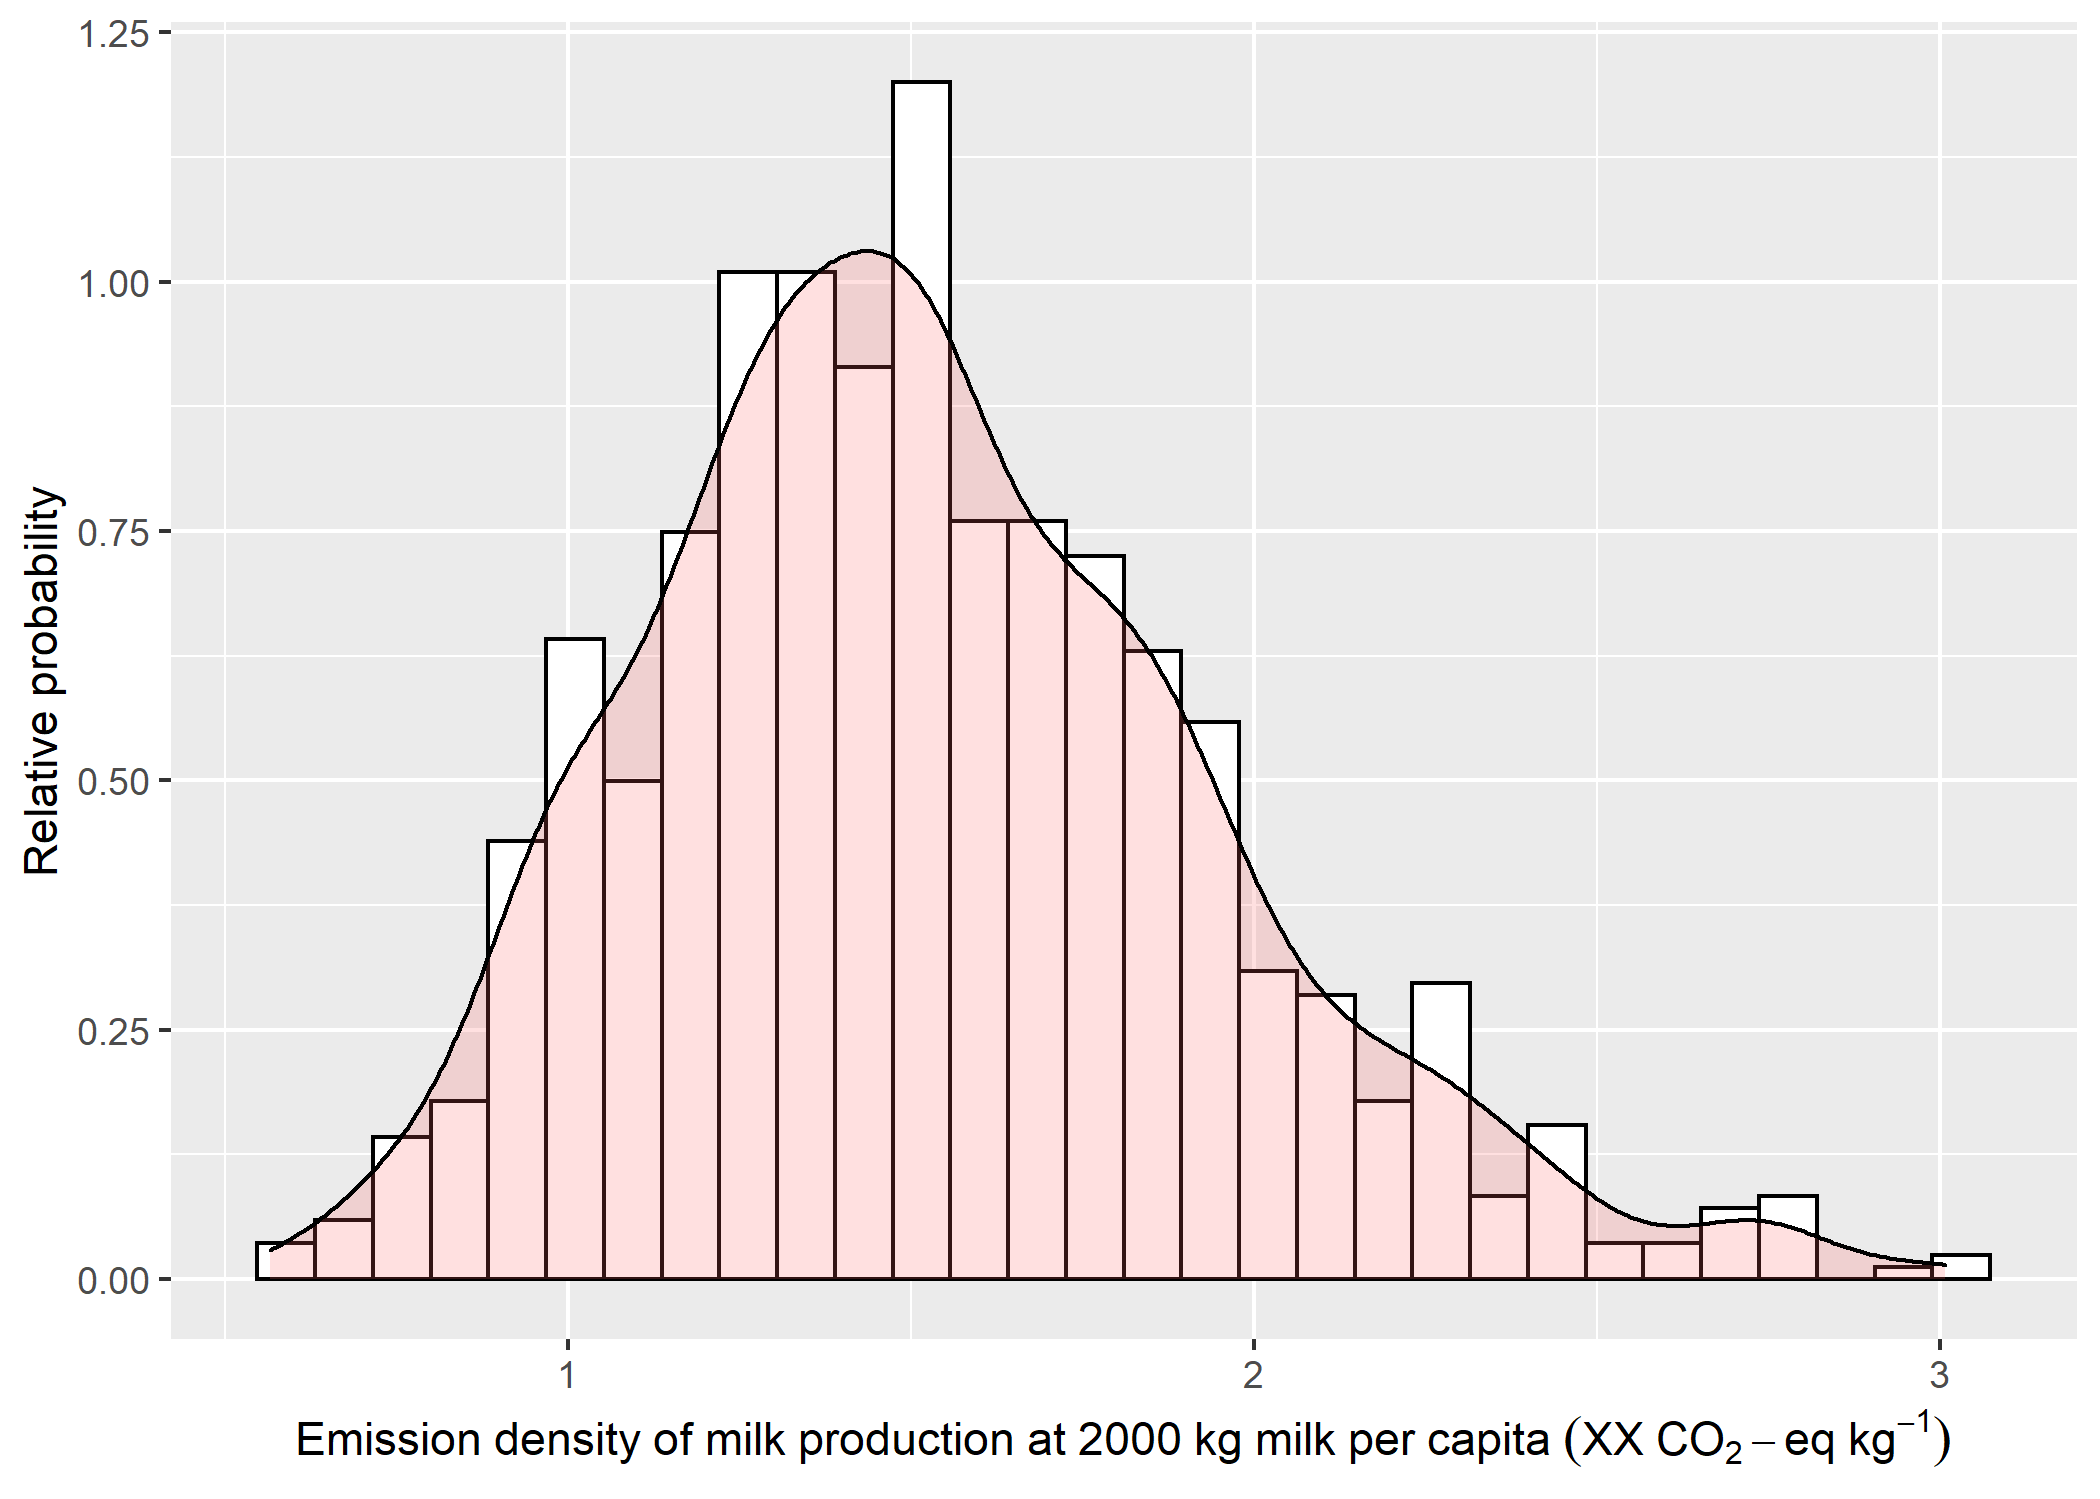 1.25
1.00
0.75
0.50
0.25
0.00
Relative probability
1 2 3
Emission density of milk production at 2000 kg milk per capita (XX CO₂−eq kg⁻¹)